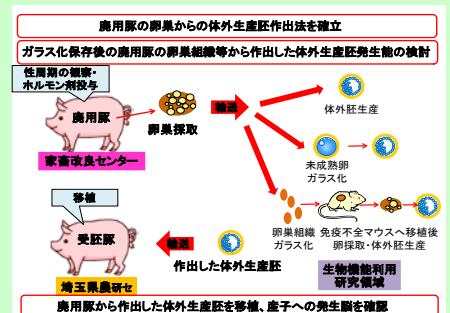 廃用豚の卵巣からの体外生産胚作出法を確立
ガラス化保存後の廃用豚の卵巣組織等から作出した体外生産胚発生能の検討
性周期の観察・
ホルモン剤投与
廃用豚
卵巣採取
輸送
体外胚生産
家畜改良センター
未成熟卵
ガラス化
移植
受胚豚
輸送
卵巣組織
ガラス化
免疫不全マウスへ移植後
卵採取・体外胚生産
作出した体外生産胚
埼玉県農研セ
生物機能利用
研究領域
廃用豚から作出した体外生産胚を移植、産子への発生能を確認